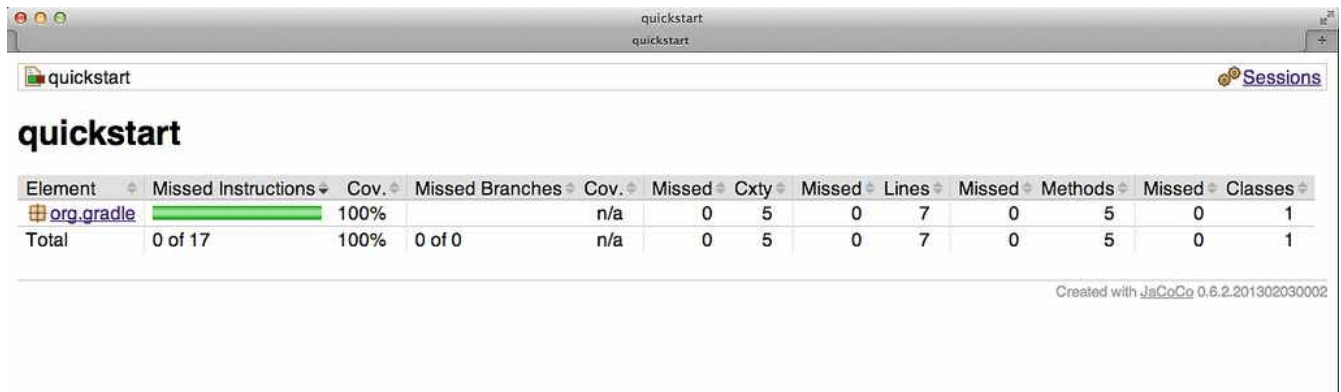 quickstart
quickstart
quickstart Sessions
quickstart
Element Missed Instructions Cov. Missed Branches Cov. Missed Cxty Missed Lines Missed Methods Missed Classes
org.gradle 100% n/a 0 5 0 7 0 5 0 1
Total 0 of 17 100% 0 of 0 n/a 0 5 0 7 0 5 0 1
Created with JaCoCo 0.6.2.201302030002